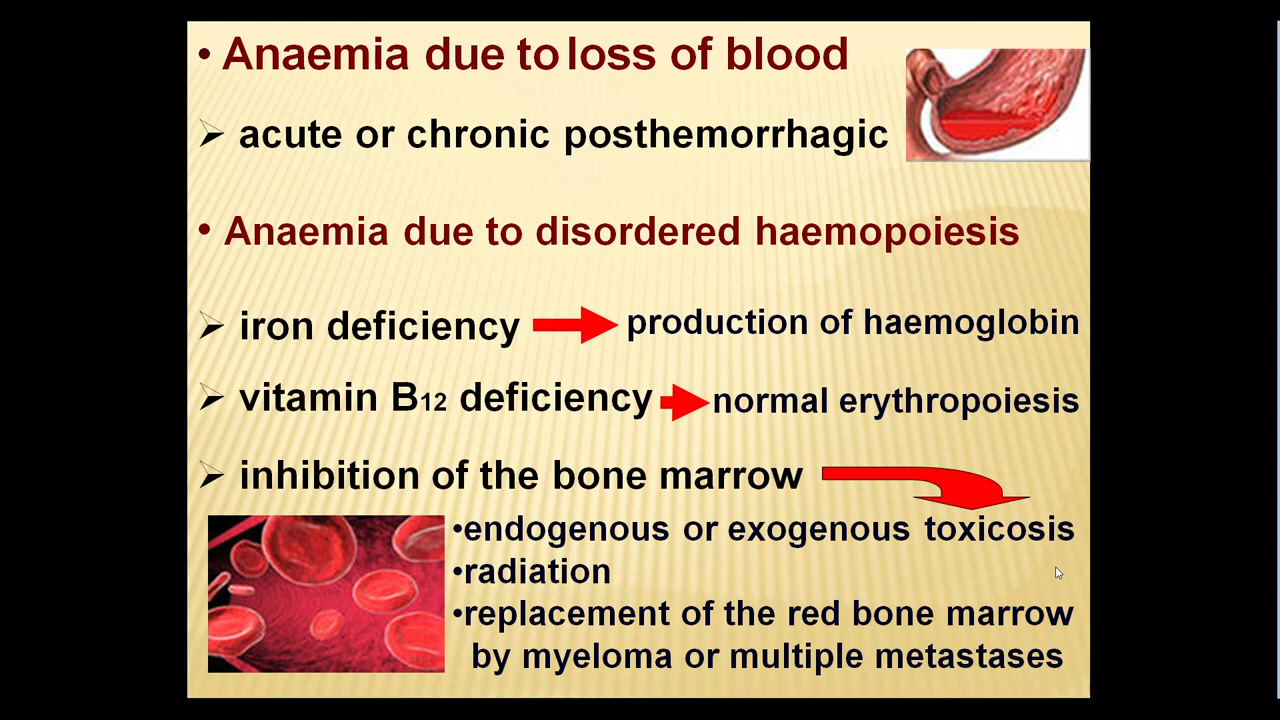 • Anaemia due to loss of blood
➢ acute or chronic posthemorrhagic
• Anaemia due to disordered haemopoiesis
➢ iron deficiency production of haemoglobin
➢ vitamin B12 deficiency normal erythropoiesis
➢ inhibition of the bone marrow
•endogenous or exogenous toxicosis
•radiation
•replacement of the red bone marrow
by myeloma or multiple metastases